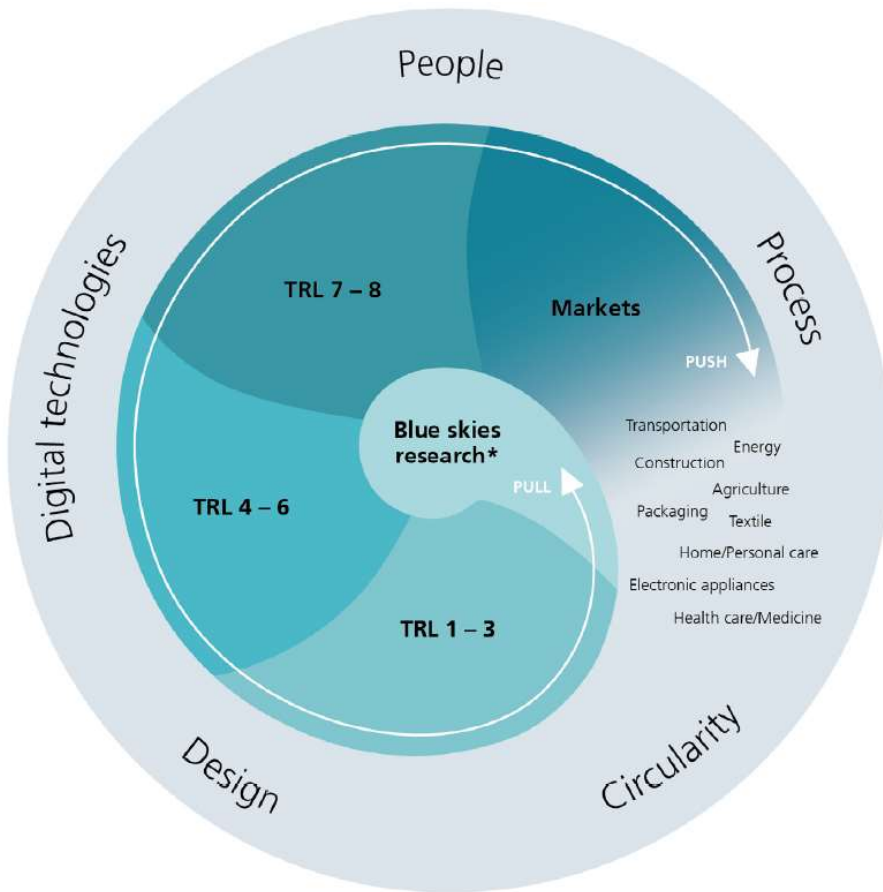 People
Process
Digital technologies
TRL 7 – 8
Markets
PUSH
Blue skies
research*
PULL
Transportation
Energy
Construction
Agriculture
Packaging
Textile
Home/Personal care
Electronic appliances
Health care/Medicine
TRL 4 – 6
TRL 1 – 3
Design
Circularity